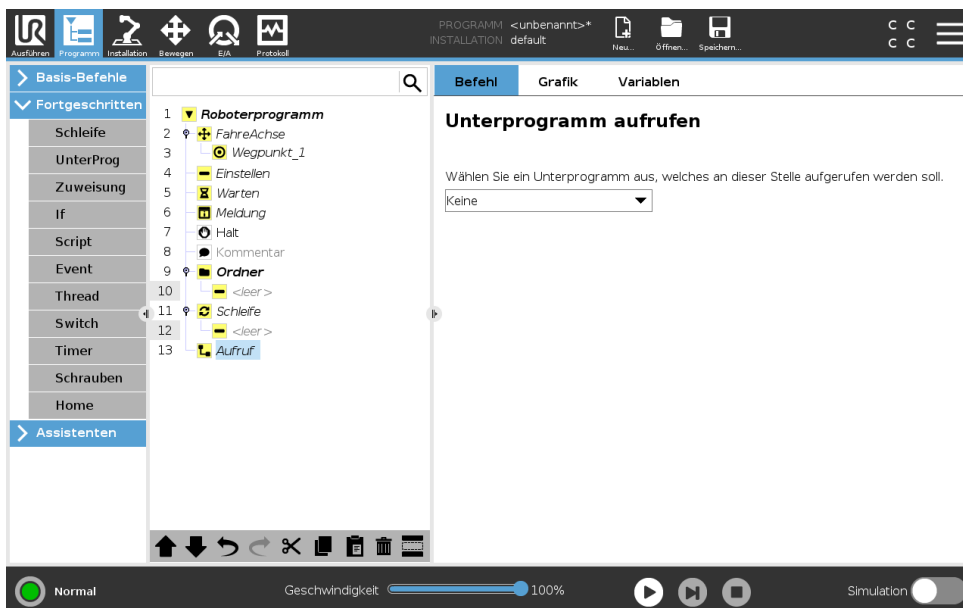 UR
Ausführen Programm Installation Bewegen E/A Protokoll
PROGRAMM <unbenannt>*
INSTALLATION default
Neu... Öffnen... Speichern...
C C
C C
Basis-Befehle
Fortgeschritten
Schleife
UnterProg
Zuweisung
If
Script
Event
Thread
Switch
Timer
Schrauben
Home
Assistenten
1 Roboterprogramm
2 FahreAchse
3 Wegpunkt_1
4 Einstellen
5 Warten
6 Meldung
7 Halt
8 Kommentar
9 Ordner
10 <leer>
11 Schleife
12 <leer>
13 Aufruf
Befehl Grafik Variablen
Unterprogramm aufrufen
Wählen Sie ein Unterprogramm aus, welches an dieser Stelle aufgerufen werden soll.
Keine
Normal
Geschwindigkeit 100%
Simulation